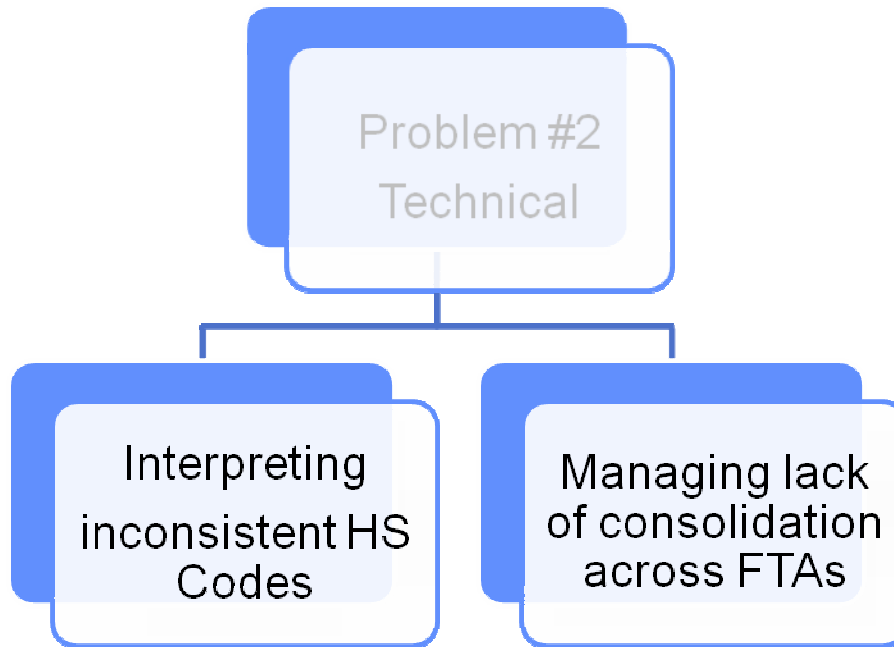 Problem #2
Technical
Interpreting
inconsistent HS
Codes
Managing lack
of consolidation
across FTAs